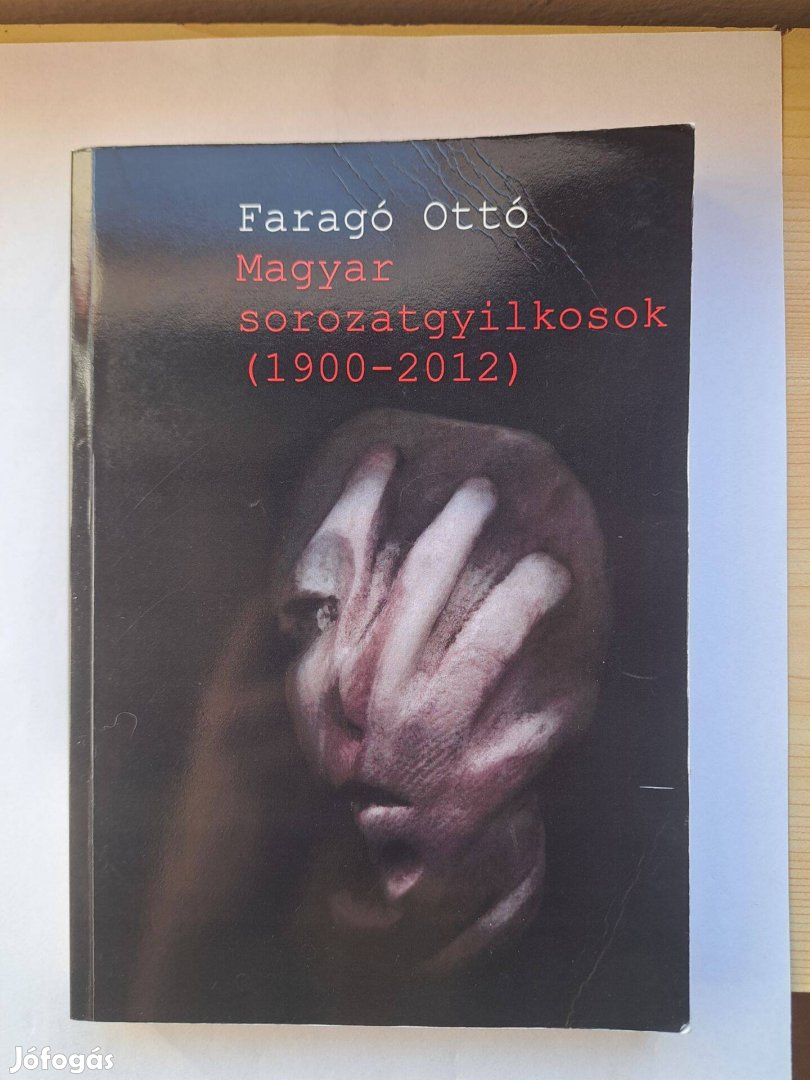 Faragó Ottó
Magyar
sorozatgyilkosok
(1900-2012)
Jófogás